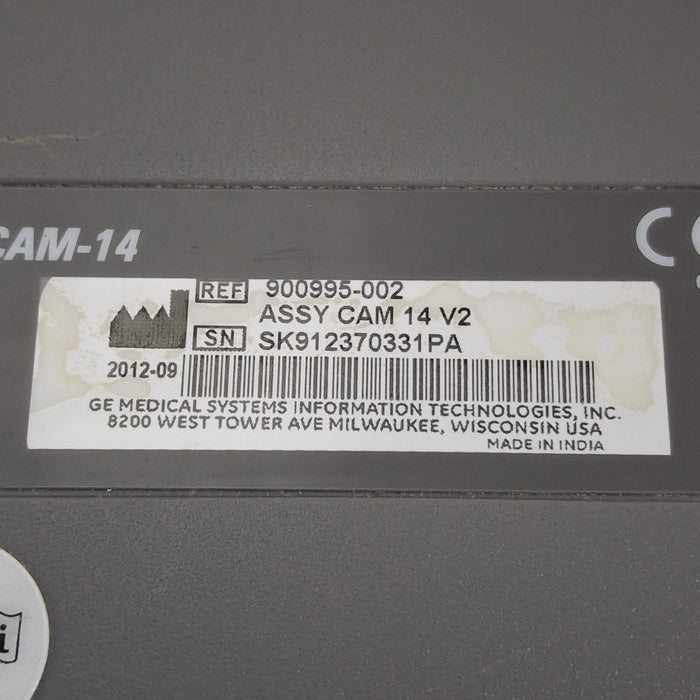 CAM-14
CE
REF 900995-002
ASSY CAM 14 V2
SN SK912370331PA
2012-09
GE MEDICAL SYSTEMS INFORMATION TECHNOLOGIES, INC.
8200 WEST TOWER AVE MILWAUKEE, WISCONSIN USA
MADE IN INDIA
i